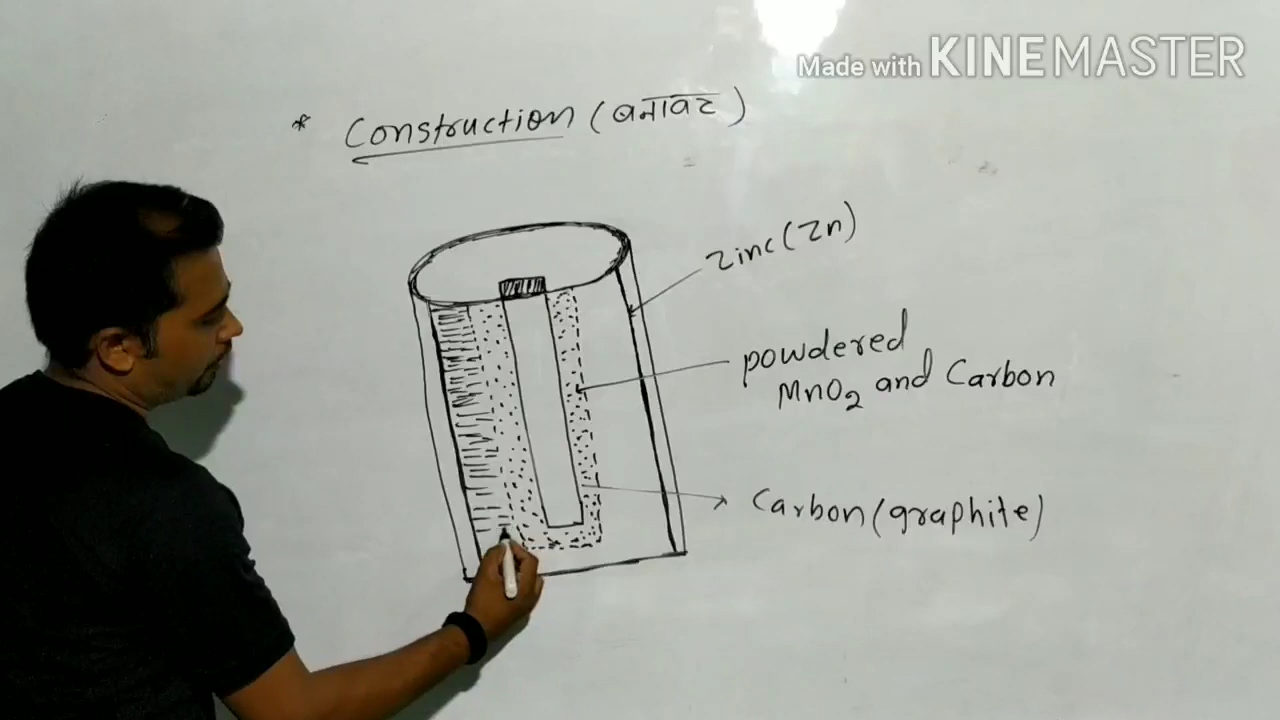 Made with KINEMASTER
* Construction (बनावट)
Zinc (Zn)
powdered
MnO₂ and Carbon
Carbon (graphite)